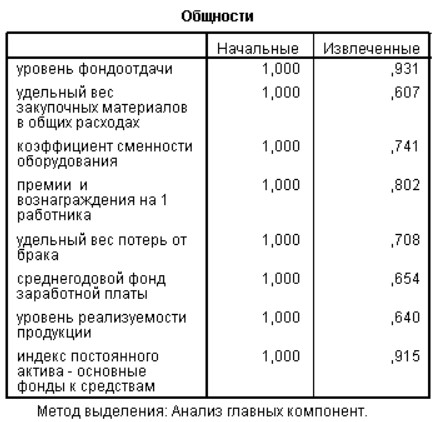 Общности
Начальные Извлеченные
уровень фондоотдачи 1,000 ,931
удельный вес 1,000 ,607
закупочных материалов
в общих расходах
коэффициент сменности 1,000 ,741
оборудования
премии и 1,000 ,802
вознаграждения на 1
работника
удельный вес потерь от 1,000 ,708
брака
среднегодовой фонд 1,000 ,654
заработной платы
уровень реализуемости 1,000 ,640
продукции
индекс постоянного 1,000 ,915
актива - основные
фонды к средствам
Метод выделения: Анализ главных компонент.